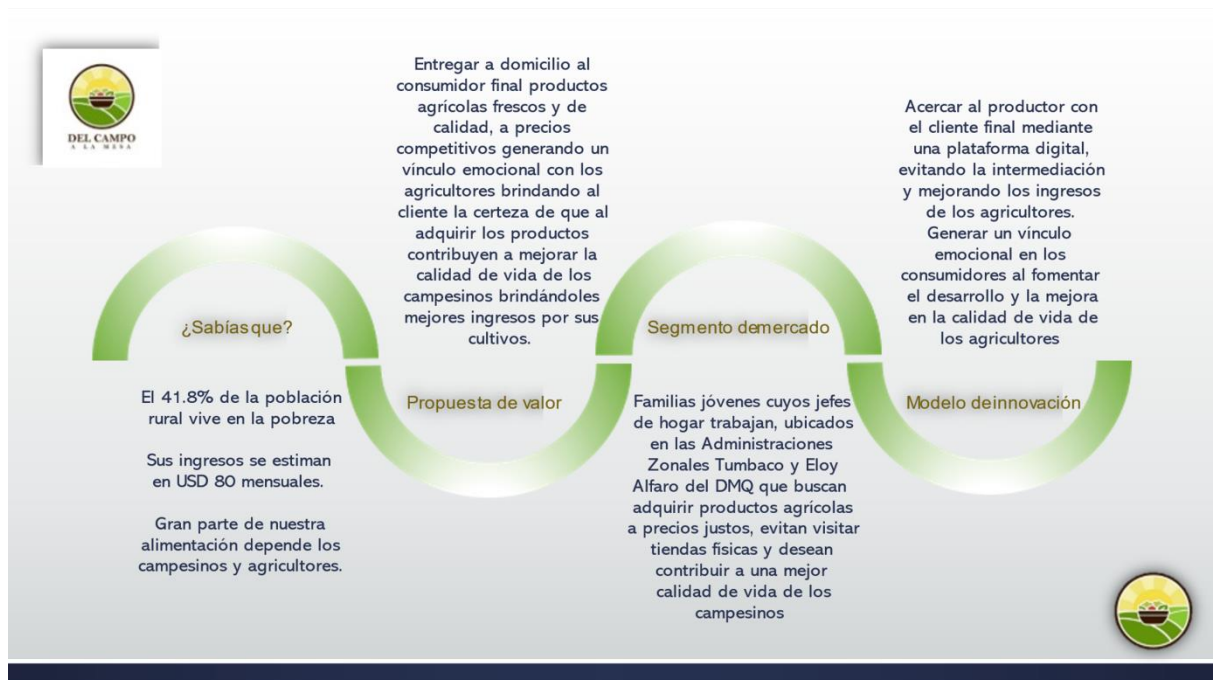 DEL CAMPO
A LA MESA
¿Sabías que?
El 41.8% de la población
rural vive en la pobreza
Sus ingresos se estiman
en USD 80 mensuales.
Gran parte de nuestra
alimentación depende los
campesinos y agricultores.
Entregar a domicilio al
consumidor final productos
agrícolas frescos y de
calidad, a precios
competitivos generando un
vínculo emocional con los
agricultores brindando al
cliente la certeza de que al
adquirir los productos
contribuyen a mejorar la
calidad de vida de los
campesinos brindándoles
mejores ingresos por sus
cultivos.
Propuesta de valor
Segmento de mercado
Familias jóvenes cuyos jefes
de hogar trabajan, ubicados
en las Administraciones
Zonales Tumbaco y Eloy
Alfaro del DMQ que buscan
adquirir productos agrícolas
a precios justos, evitan visitar
tiendas físicas y desean
contribuir a una mejor
calidad de vida de los
campesinos
Acercar al productor con
el cliente final mediante
una plataforma digital,
evitando la intermediación
y mejorando los ingresos
de los agricultores.
Generar un vínculo
emocional en los
consumidores al fomentar
el desarrollo y la mejora
en la calidad de vida de
los agricultores
Modelo de innovación